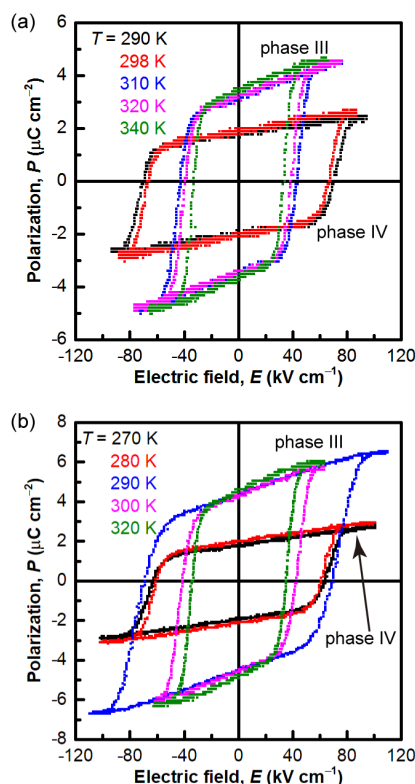 (a)
T = 290 K
298 K
310 K
320 K
340 K
phase III
phase IV
6
4
2
0
-2
-4
-6
-120 -80 -40 0 40 80 120
Polarization, P (μC cm⁻²)
Electric field, E (kV cm⁻¹)
(b)
T = 270 K
280 K
290 K
300 K
320 K
phase III
phase IV
8
6
4
2
0
-2
-4
-6
-8
-120 -80 -40 0 40 80 120
Polarization, P (μC cm⁻²)
Electric field, E (kV cm⁻¹)